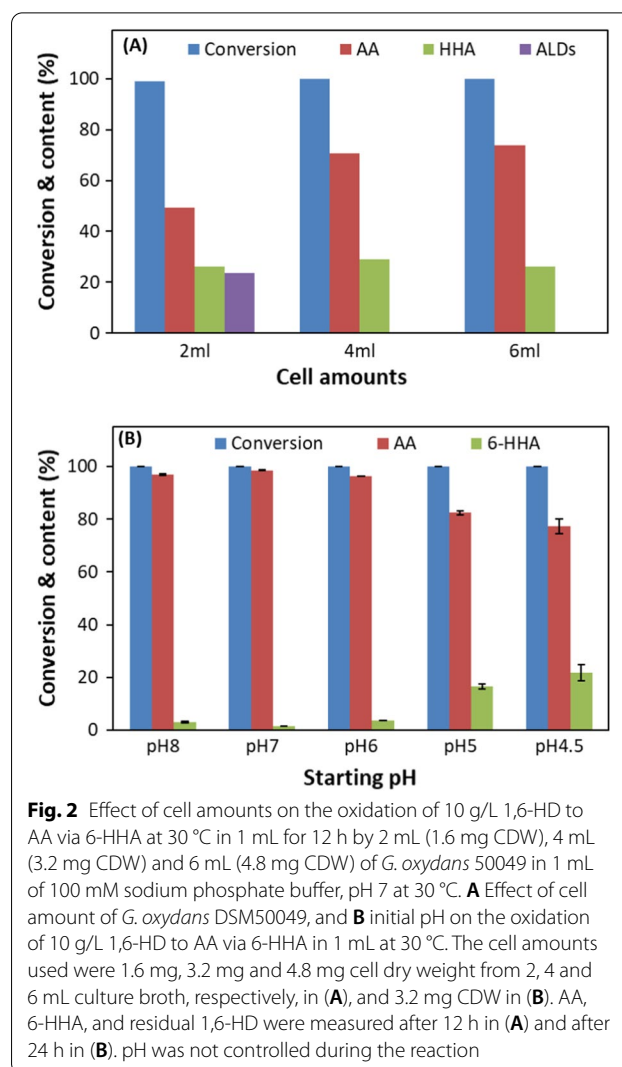 (A)
Conversion AA HHA ALDs
Conversion & content (%)
100
80
60
40
20
0
2ml 4ml 6ml
Cell amounts
(B)
Conversion AA 6-HHA
Conversion & content (%)
100
80
60
40
20
0
pH8 pH7 pH6 pH5 pH4.5
Starting pH
Fig. 2 Effect of cell amounts on the oxidation of 10 g/L 1,6-HD to
AA via 6-HHA at 30 °C in 1 mL for 12 h by 2 mL (1.6 mg CDW), 4 mL
(3.2 mg CDW) and 6 mL (4.8 mg CDW) of G. oxydans 50049 in 1 mL
of 100 mM sodium phosphate buffer, pH 7 at 30 °C. A Effect of cell
amount of G. oxydans DSM50049, and B initial pH on the oxidation
of 10 g/L 1,6-HD to AA via 6-HHA in 1 mL at 30 °C. The cell amounts
used were 1.6 mg, 3.2 mg and 4.8 mg cell dry weight from 2, 4 and
6 mL culture broth, respectively, in (A), and 3.2 mg CDW in (B). AA,
6-HHA, and residual 1,6-HD were measured after 12 h in (A) and after
24 h in (B). pH was not controlled during the reaction